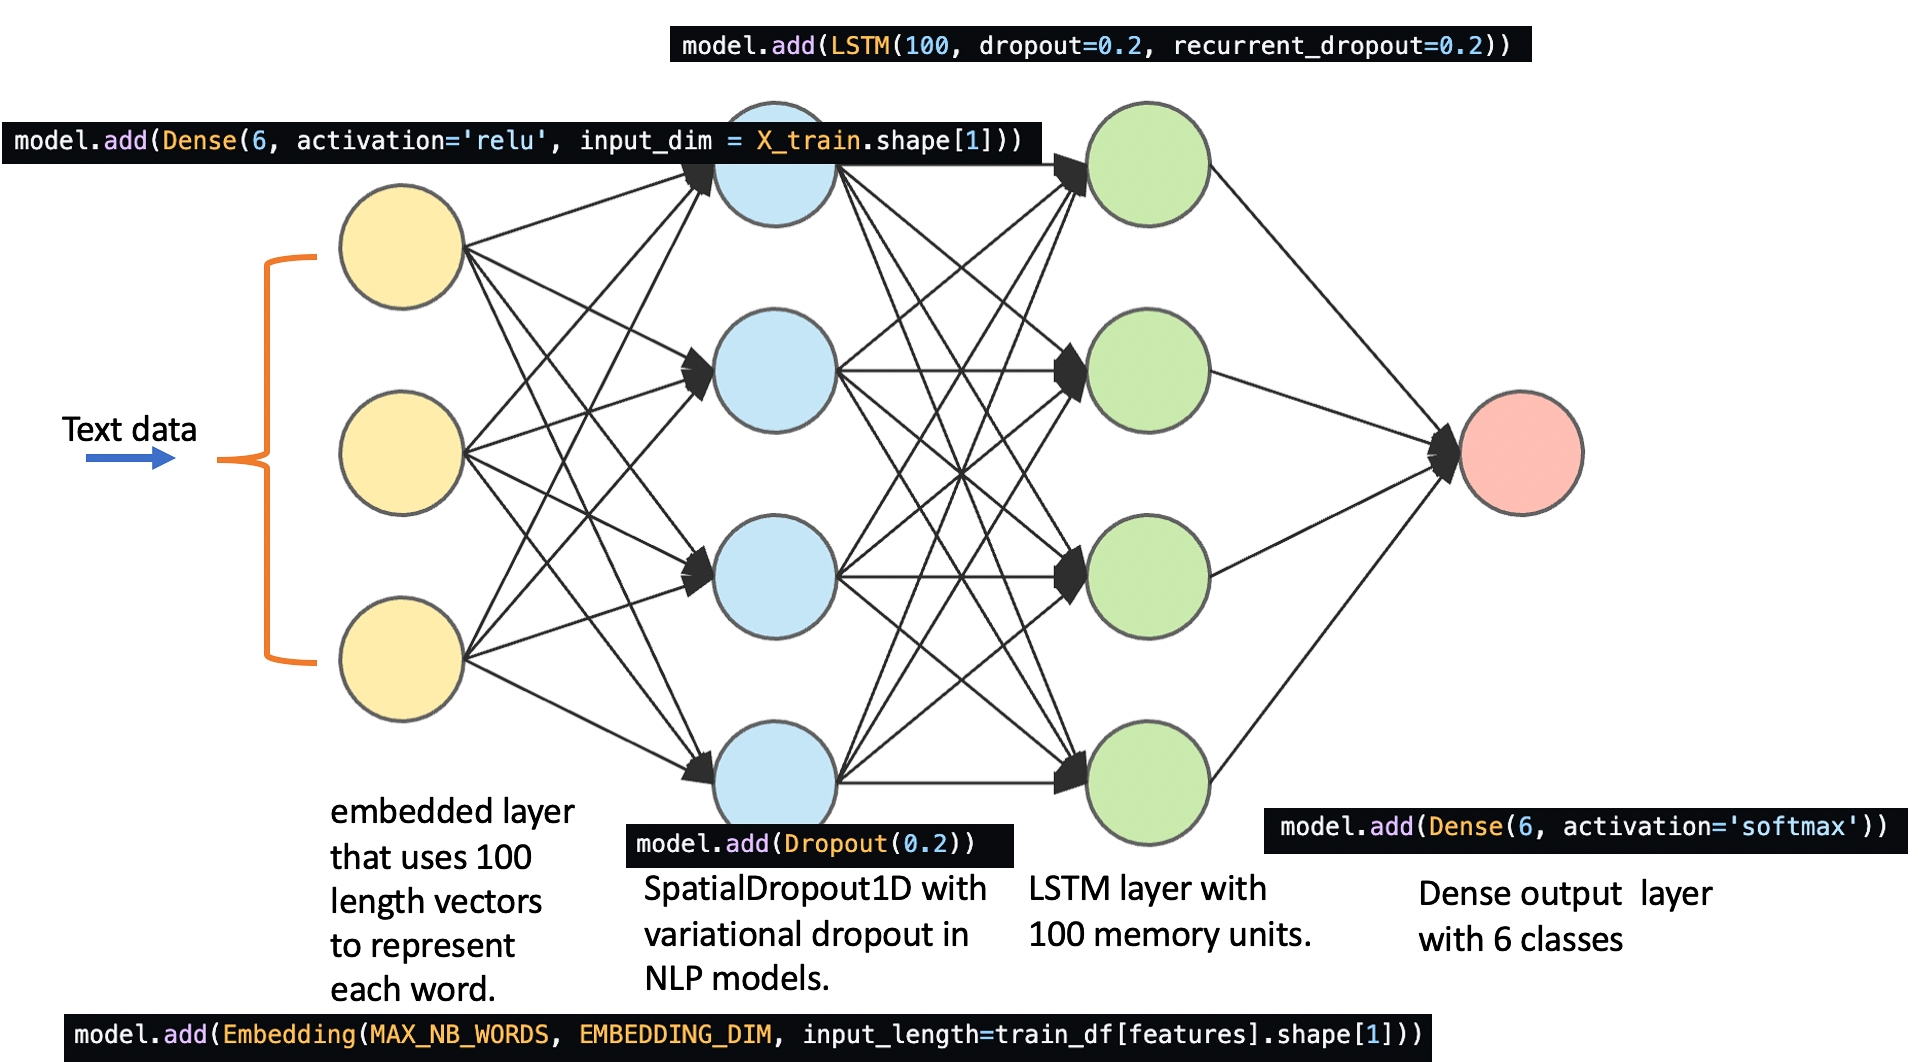 model.add(LSTM(100, dropout=0.2, recurrent_dropout=0.2))
model.add(Dense(6, activation='relu', input_dim = X_train.shape[1]))
Text data
embedded layer
that uses 100
length vectors
to represent
each word.
model.add(Dropout(0.2))
SpatialDropout1D with
variational dropout in
NLP models.
LSTM layer with
100 memory units.
model.add(Dense(6, activation='softmax'))
Dense output  layer
with 6 classes
model.add(Embedding(MAX_NB_WORDS, EMBEDDING_DIM, input_length=train_df[features].shape[1]))